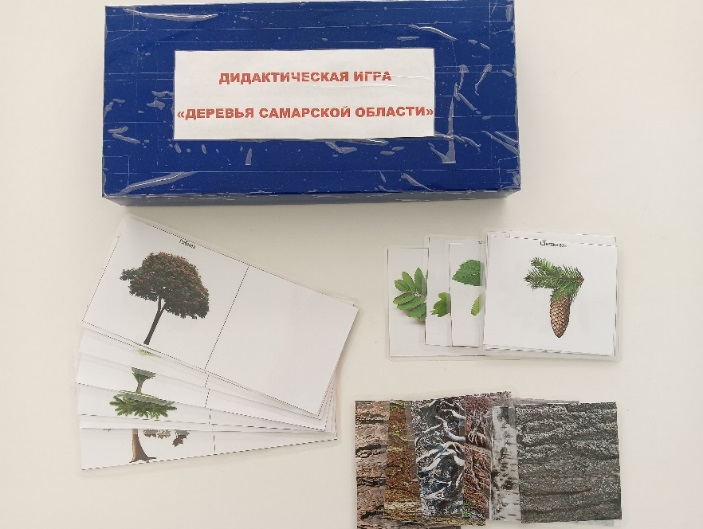 ДИДАКТИЧЕСКАЯ ИГРА
«ДЕРЕВЬЯ САМАРСКОЙ ОБЛАСТИ»